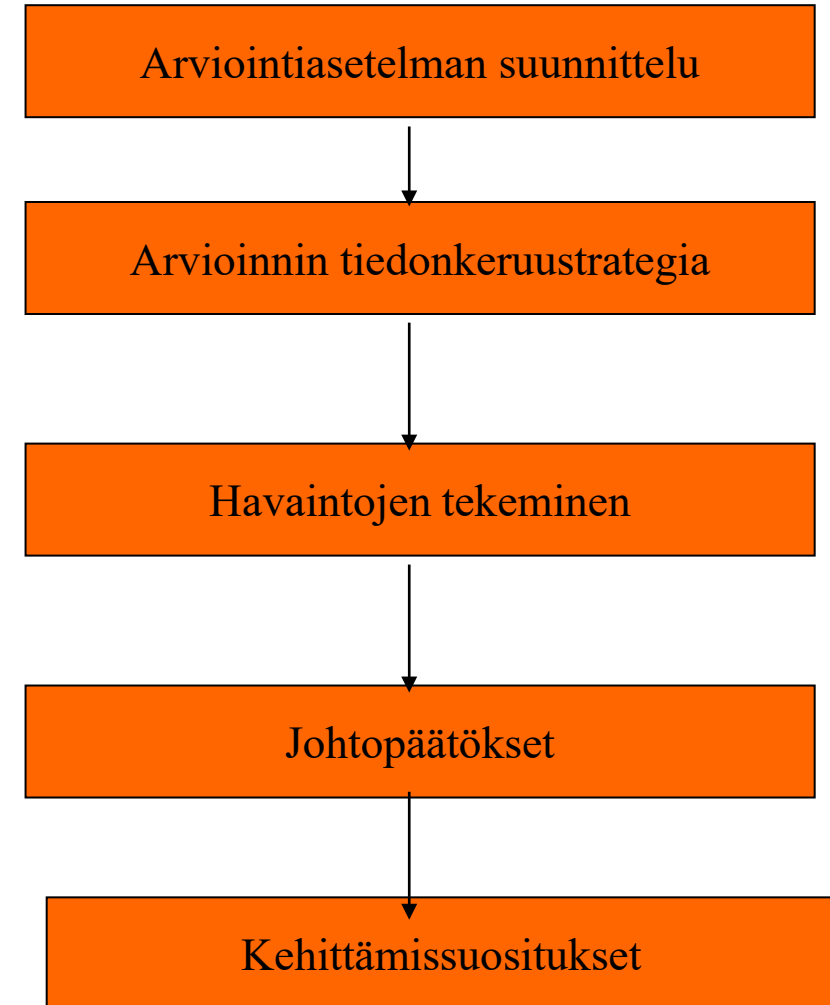 Arviointiasetelman suunnittelu
Arvioinnin tiedonkeruustrategia
Havaintojen tekeminen
Johtopäätökset
Kehittämissuositukset